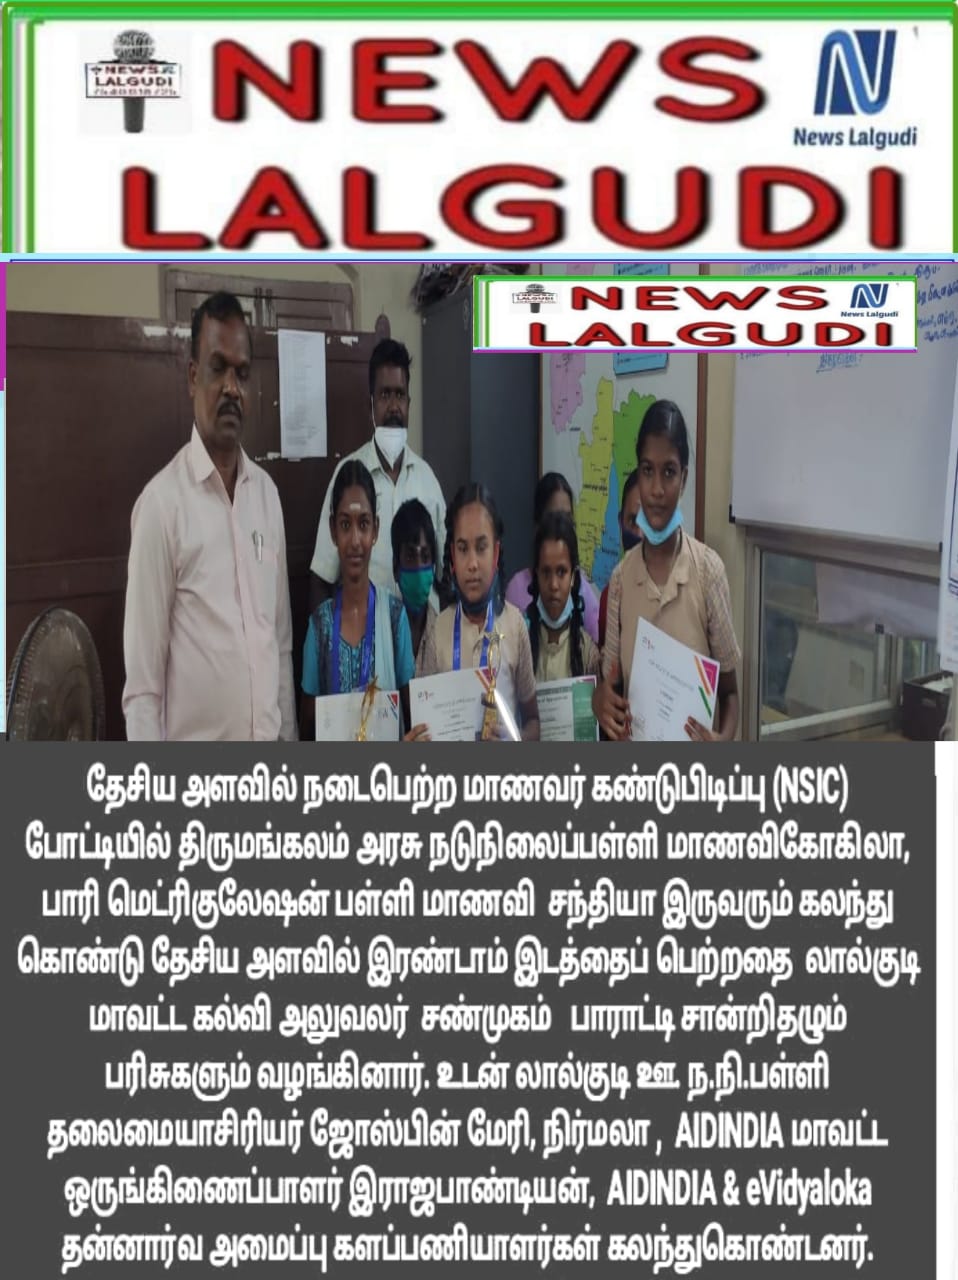 NEWS
LALGUDI
NEWS
LALGUDI
7540018725
News Lalgudi
NEWS
LALGUDI
News Lalgudi
தேசிய அளவில் நடைபெற்ற மாணவர் கண்டுபிடிப்பு (NSIC)
போட்டியில் திருமங்கலம் அரசு நடுநிலைப்பள்ளி மாணவிகோகிலா,
பாரி மெட்ரிகுலேஷன் பள்ளி மாணவி சந்தியா இருவரும் கலந்து
கொண்டு தேசிய அளவில் இரண்டாம் இடத்தைப் பெற்றதை லால்குடி
மாவட்ட கல்வி அலுவலர் சண்முகம் பாராட்டி சான்றிதழும்
பரிசுகளும் வழங்கினார். உடன் லால்குடி ஊ. ந.நி.பள்ளி
தலைமையாசிரியர் ஜோஸ்பின் மேரி, நிர்மலா , AIDINDIA மாவட்ட
ஒருங்கிணைப்பாளர் இராஜபாண்டியன், AIDINDIA & eVidyaloka
தன்னார்வ அமைப்பு களப்பணியாளர்கள் கலந்துகொண்டனர்.